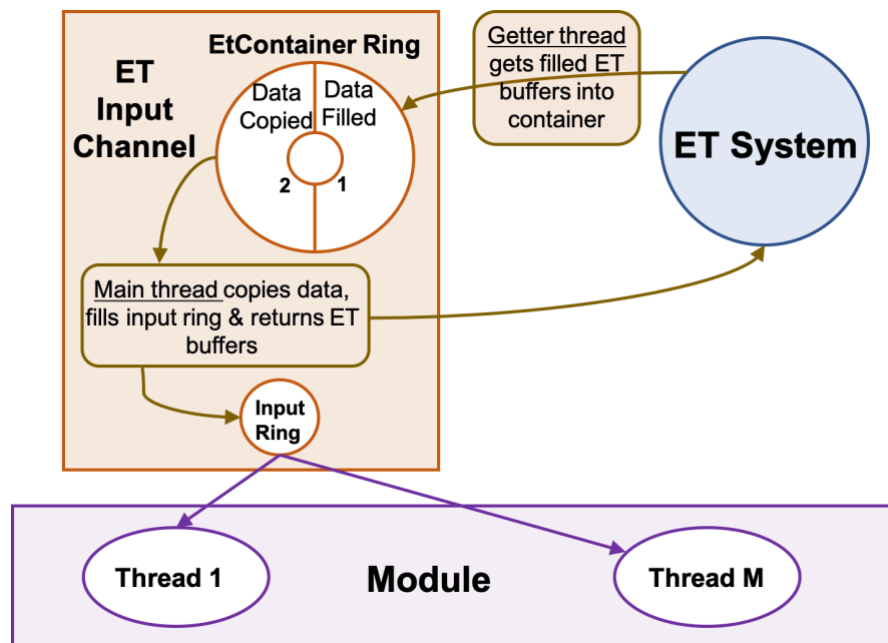 EtContainer Ring
ET
Input
Channel
Data
Copied
Data
Filled
2
1
Getter thread
gets filled ET
buffers into
container
ET System
Main thread copies data,
fills input ring & returns ET
buffers
Input
Ring
Thread 1
Module
Thread M